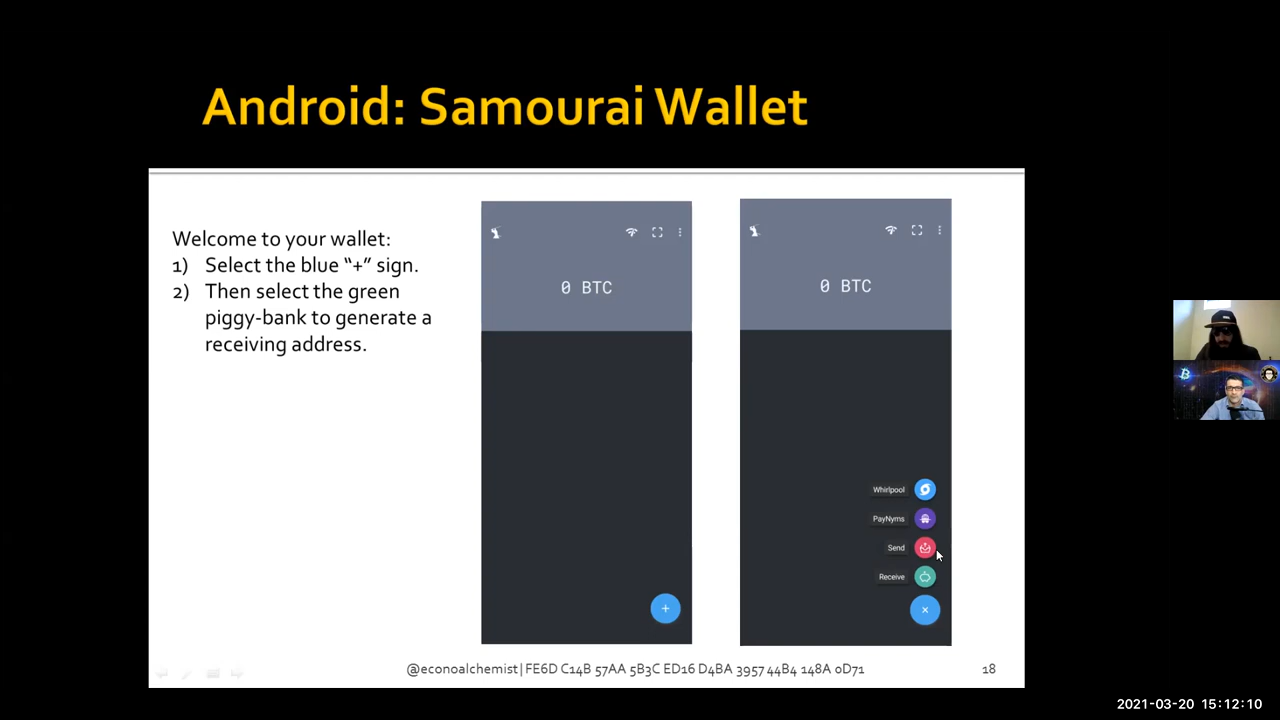 Android: Samourai Wallet
Welcome to your wallet:
1) Select the blue “+” sign.
2) Then select the green
piggy-bank to generate a
receiving address.
0 BTC
0 BTC
Whirlpool
PayNyms
Send
Receive
@econoalchemist | FE6D C14B 57AA 5B3C ED16 D4BA 3957 44B4 148A 0D71
18
2021-03-20 15:12:10